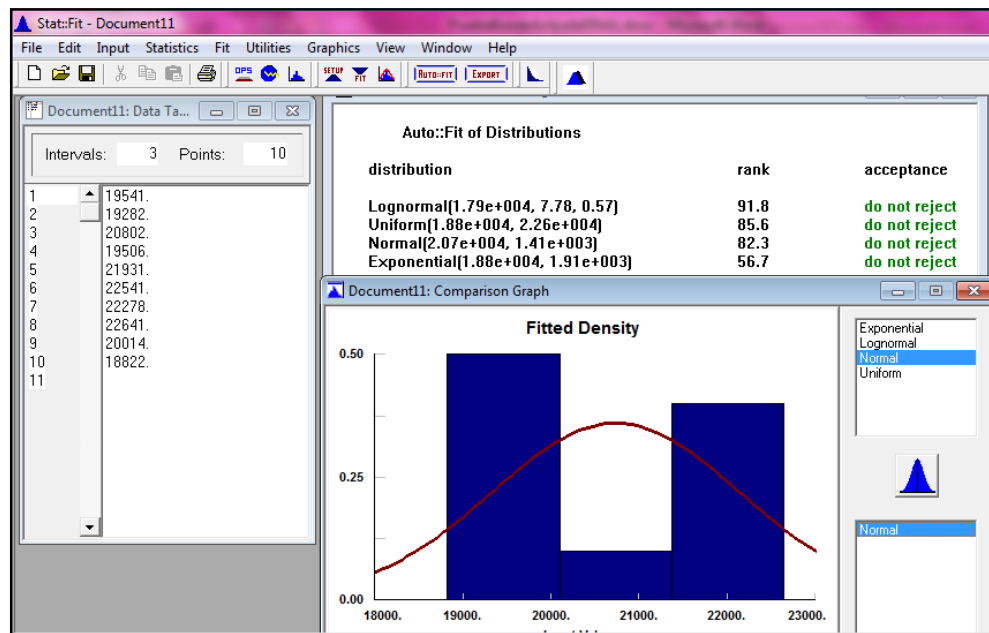 Stat::Fit - Document11
File Edit Input Statistics Fit Utilities Graphics View Window Help
OPS SETUP FIT AUTO::FIT EXPORT
Document11: Data Ta...
Intervals: 3 Points: 10
1 19541.
2 19282.
3 20802.
4 19506.
5 21931.
6 22541.
7 22278.
8 22641.
9 20014.
10 18822.
11
Auto::Fit of Distributions
distribution rank acceptance
Lognormal(1.79e+004, 7.78, 0.57) 91.8 do not reject
Uniform(1.88e+004, 2.26e+004) 85.6 do not reject
Normal(2.07e+004, 1.41e+003) 82.3 do not reject
Exponential(1.88e+004, 1.91e+003) 56.7 do not reject
Document11: Comparison Graph
Fitted Density
0.50
0.25
0.00
18000. 19000. 20000. 21000. 22000. 23000.
Exponential
Lognormal
Normal
Uniform
Normal